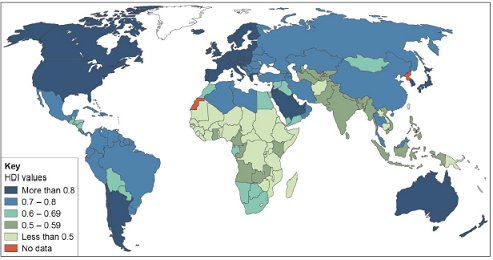 Key
HDI values
More than 0.8
0.7 – 0.8
0.6 – 0.69
0.5 – 0.59
Less than 0.5
No data